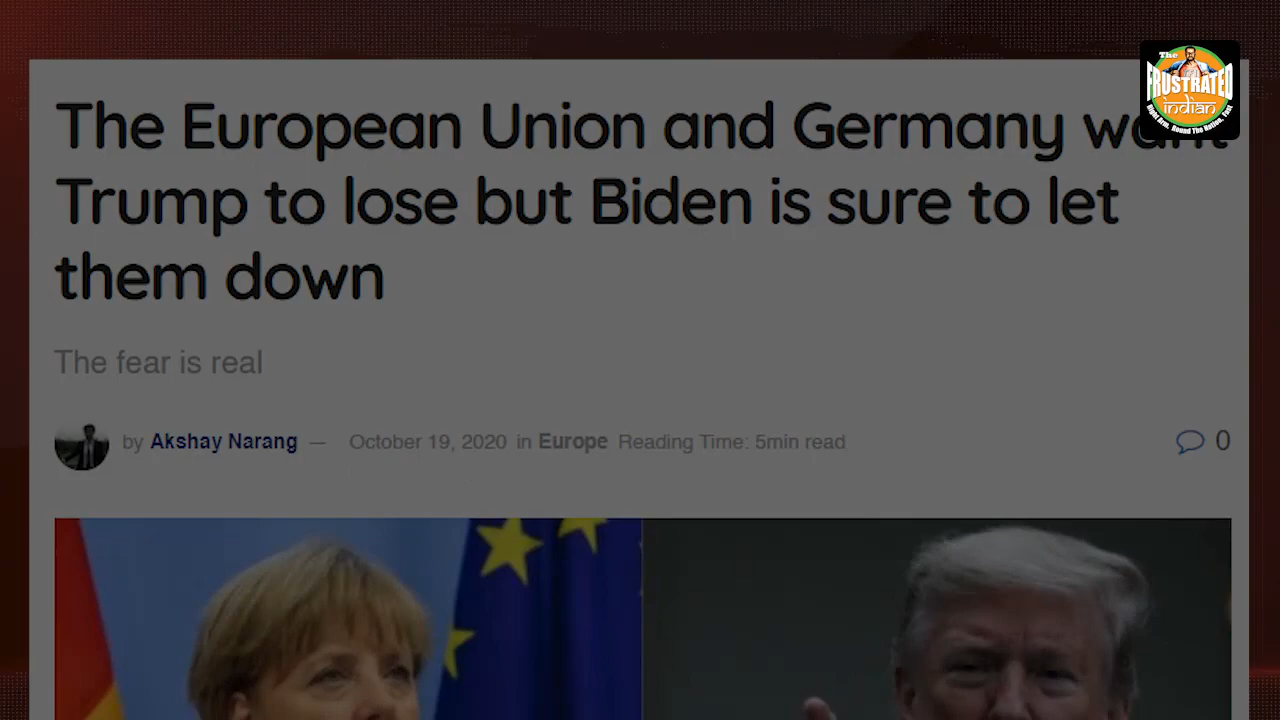 The European Union and Germany
Trump to lose but Biden is sure to let
them down
The fear is real
by Akshay Narang — October 19, 2020 in Europe Reading Time: 5min read
0
The
FRUSTRATED
indian